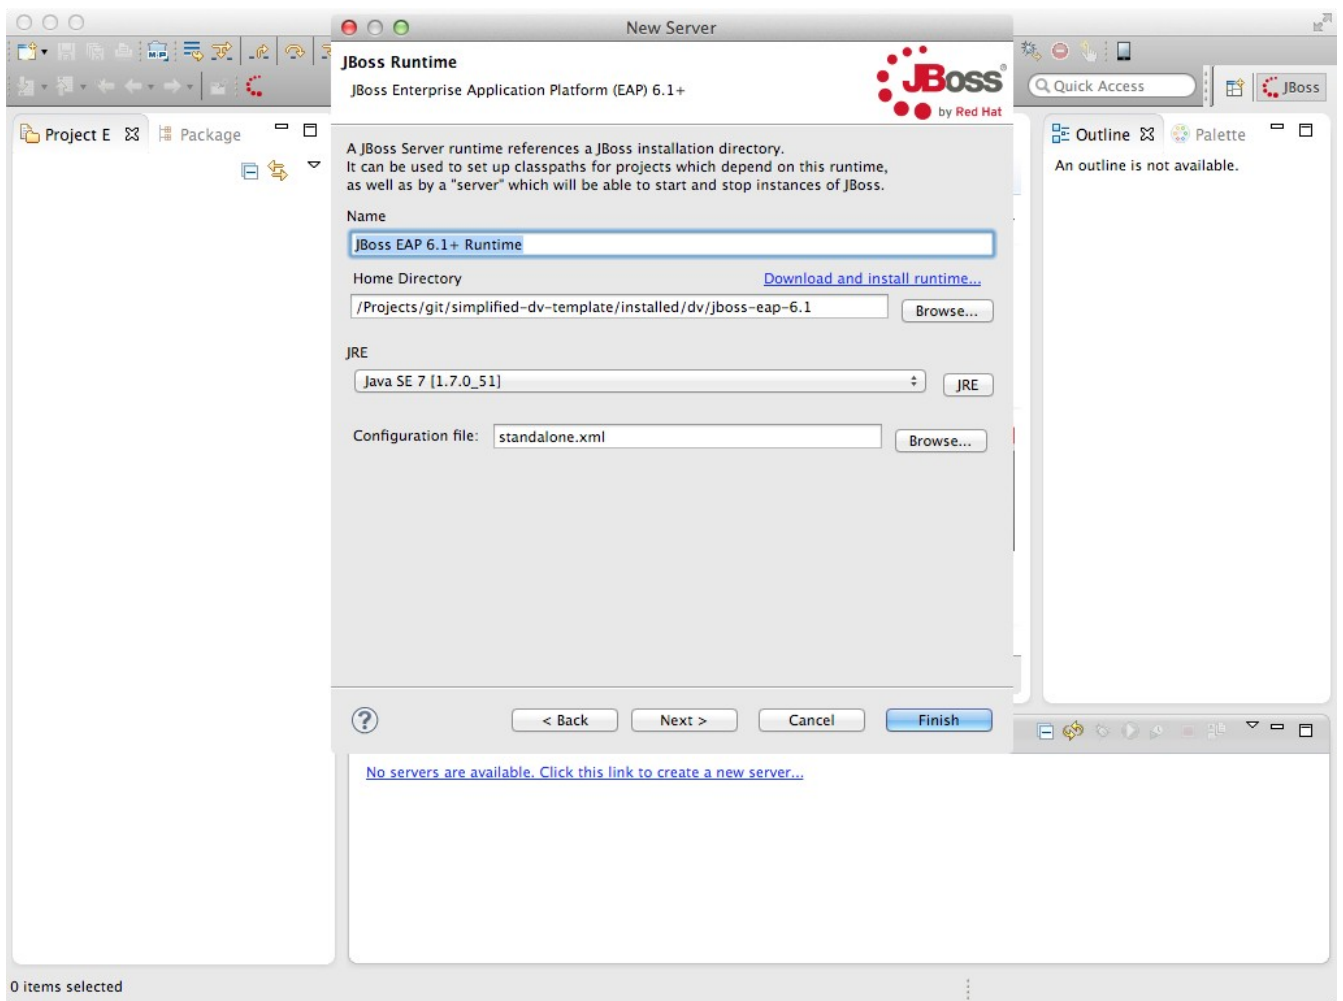 New Server
JBoss Runtime
JBoss Enterprise Application Platform (EAP) 6.1+
JBoss
by Red Hat
Quick Access
JBoss
Project E
Package
A JBoss Server runtime references a JBoss installation directory.
It can be used to set up classpaths for projects which depend on this runtime,
as well as by a "server" which will be able to start and stop instances of JBoss.
Outline
Palette
An outline is not available.
Name
JBoss EAP 6.1+ Runtime
Home Directory
Download and install runtime...
/Projects/git/simplified-dv-template/installed/dv/jboss-eap-6.1
Browse...
JRE
Java SE 7 [1.7.0_51]
JRE
Configuration file:
standalone.xml
Browse...
?
< Back
Next >
Cancel
Finish
No servers are available. Click this link to create a new server...
0 items selected